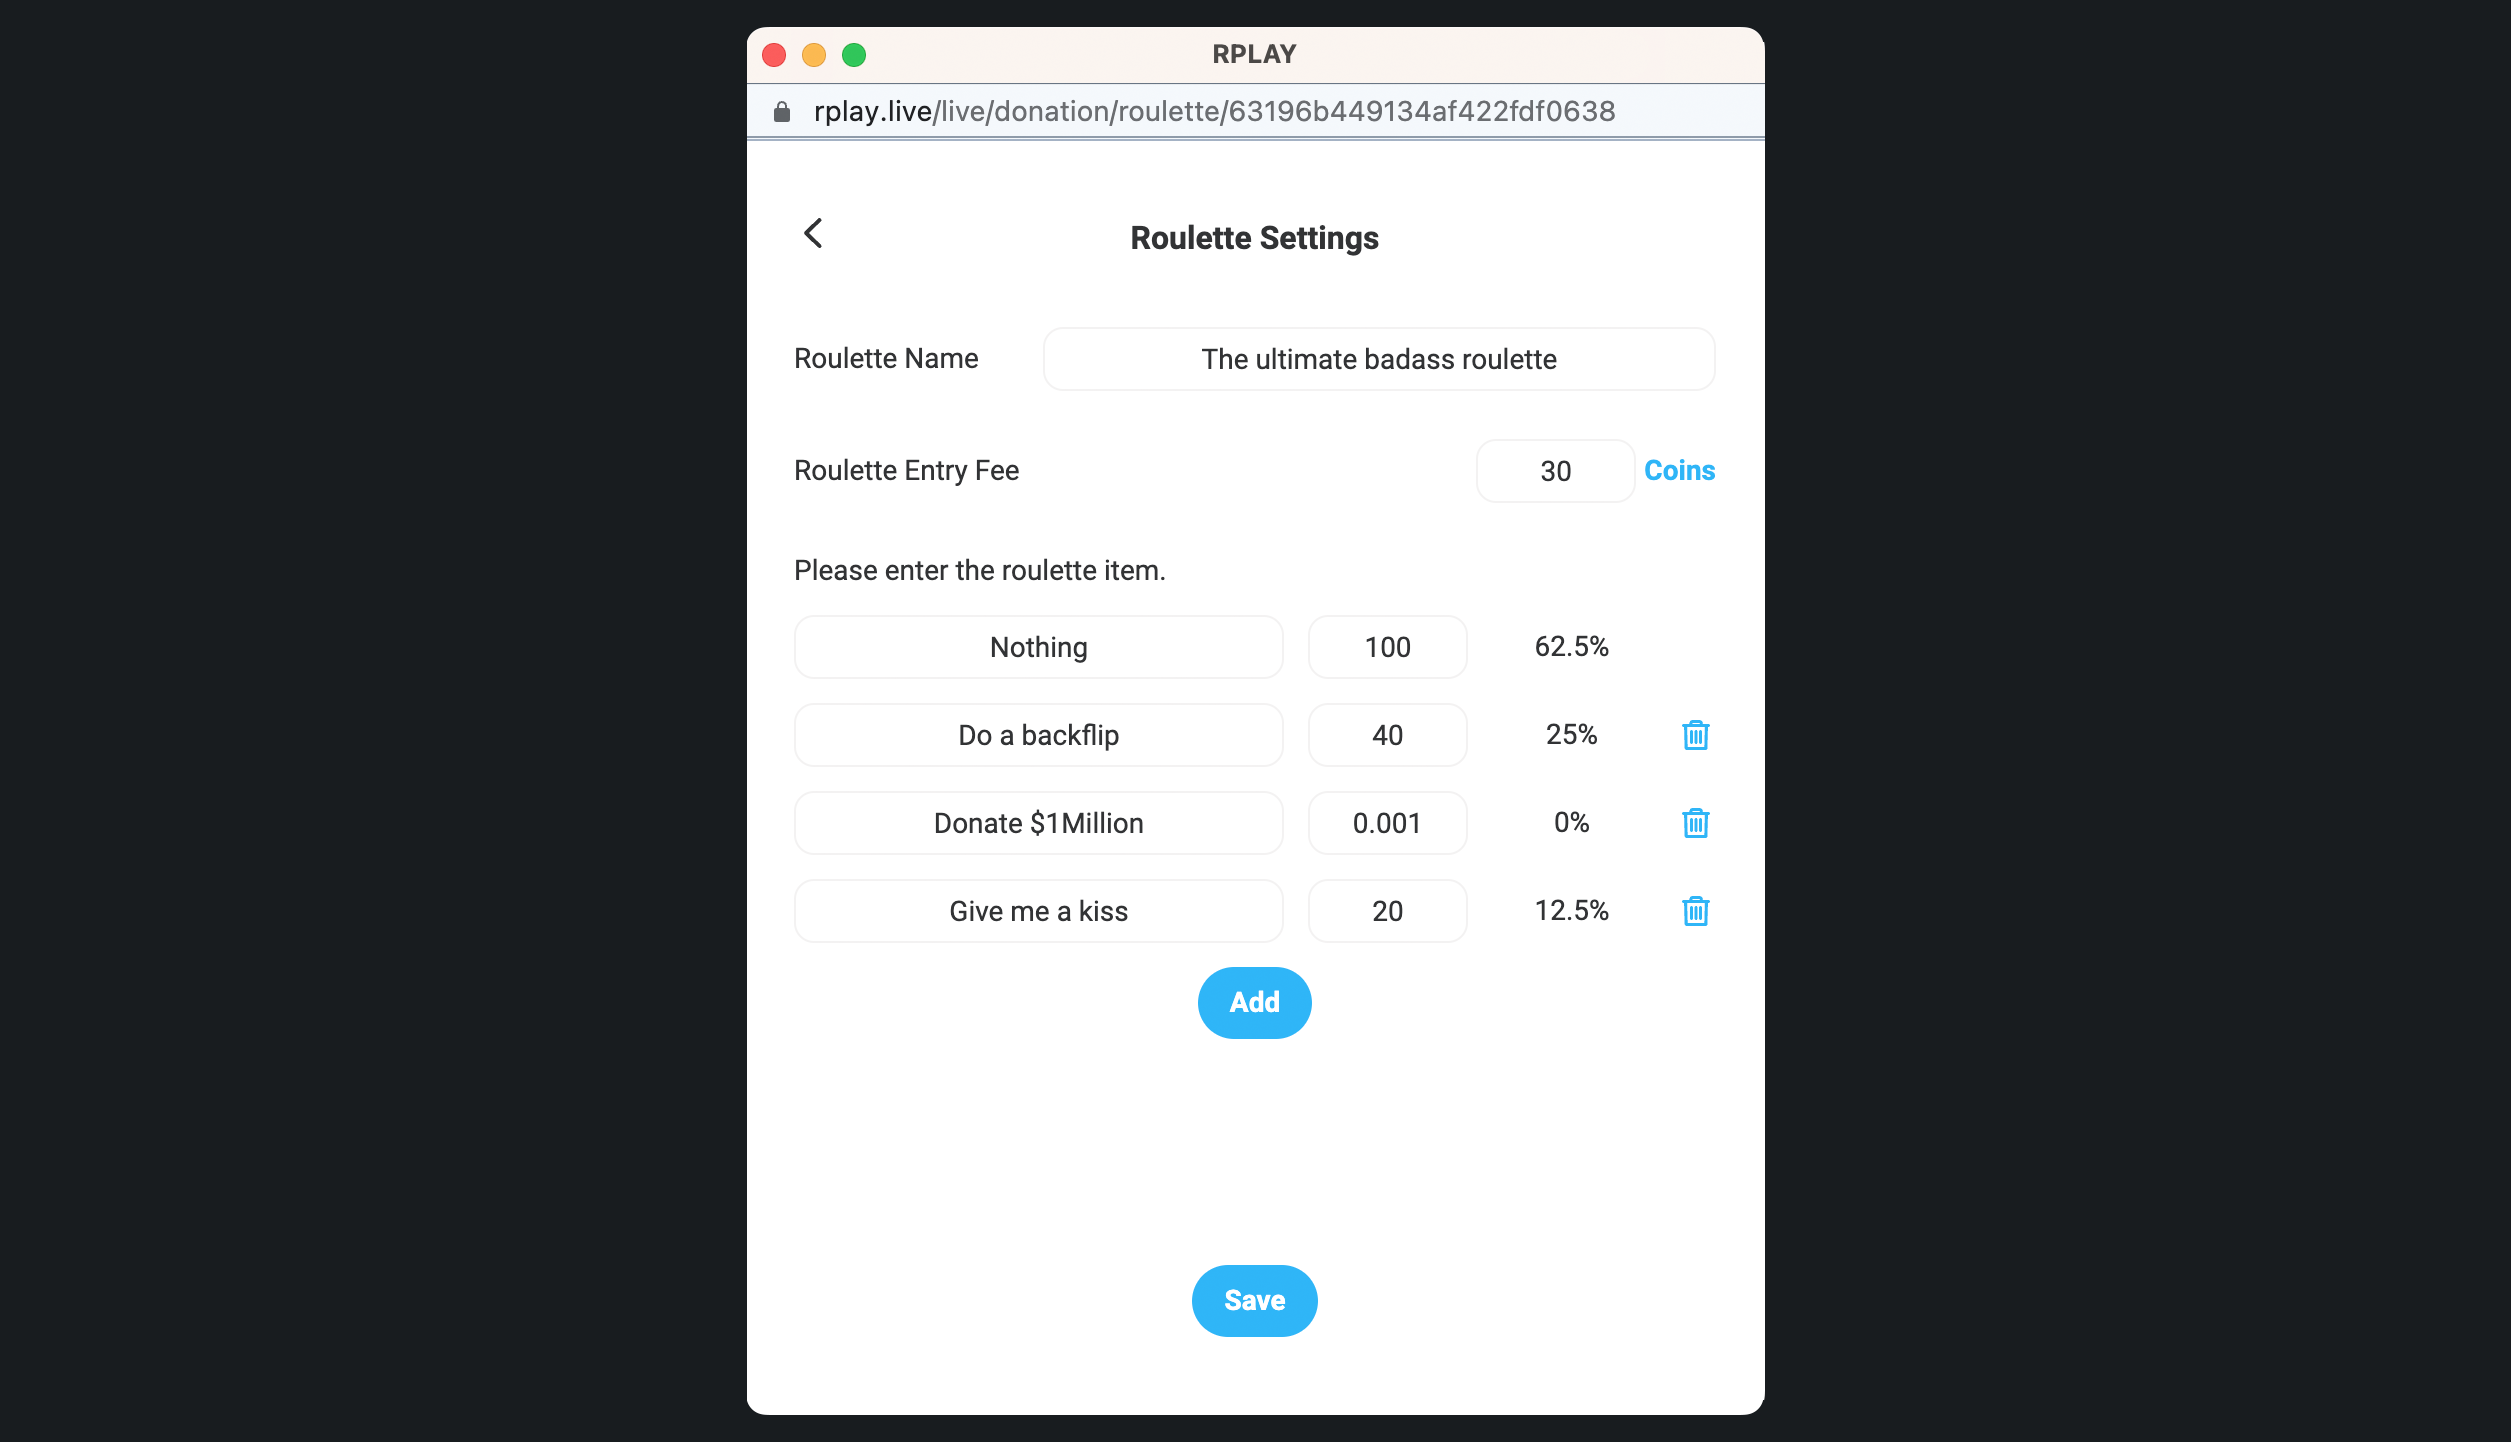 RPLAY
rplay.live/live/donation/roulette/63196b449134af422fdf0638
Roulette Settings
Roulette Name The ultimate badass roulette
Roulette Entry Fee 30 Coins
Please enter the roulette item.
Nothing 100 62.5%
Do a backflip 40 25%
Donate $1Million 0.001 0%
Give me a kiss 20 12.5%
Add
Save